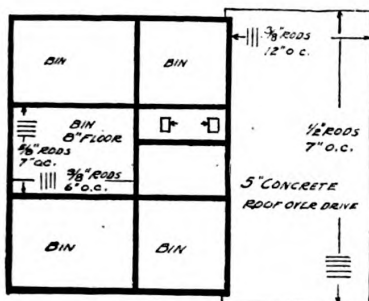 BIN
BIN
3/8" RODS
12" O.C.
BIN
8" FLOOR
5/8" RODS
7" O.C.
3/8" RODS
6" O.C.
1/2" RODS
7" O.C.
5" CONCRETE
ROOF OVER DRIVE
BIN
BIN